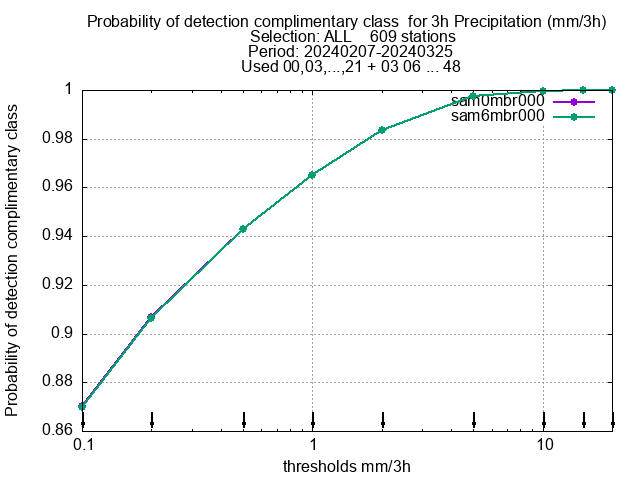 Probability of detection complimentary class  for 3h Precipitation (mm/3h)
Selection: ALL    609 stations
Period: 20240207-20240325
Used 00,03,...,21 + 03 06 ... 48
sam0mbr000
sam6mbr000
1
0.98
0.96
0.94
0.92
0.9
0.88
0.86
Probability of detection complimentary class
0.1
1
10
thresholds mm/3h